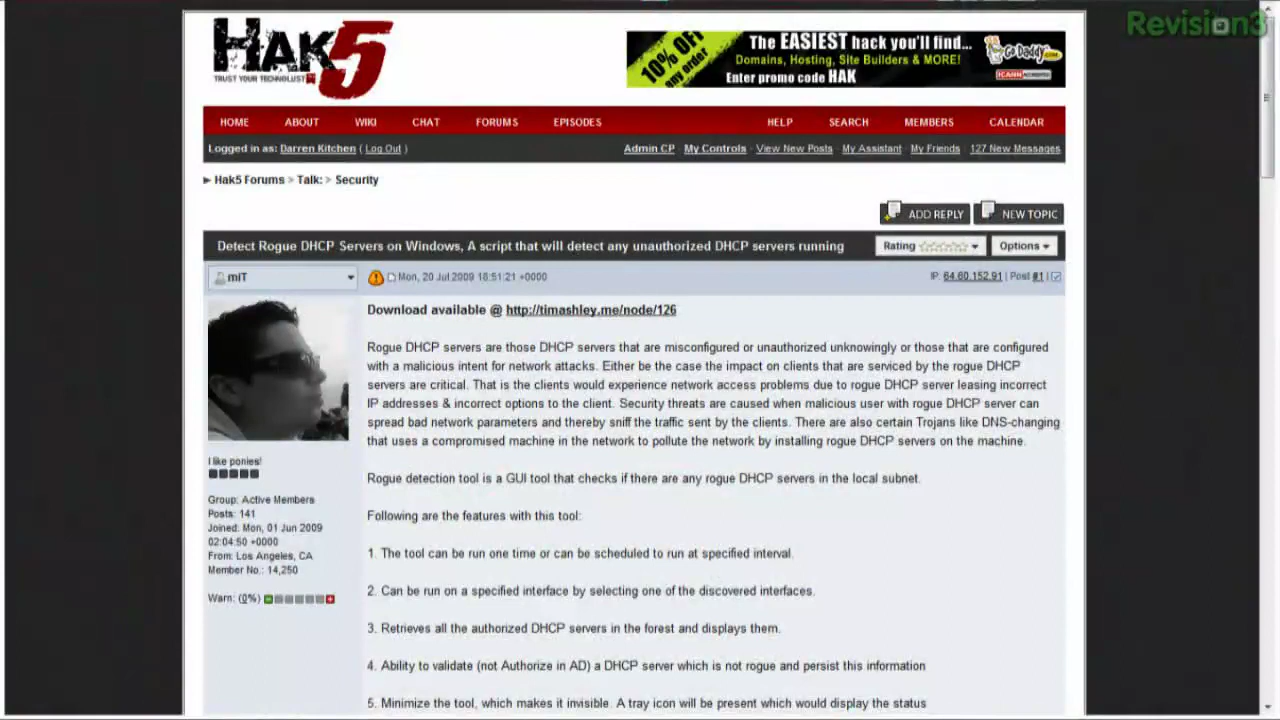 Revision3
HAK5
TRUST YOUR TECHNOLUST
10% OFF any order
The EASIEST hack you'll find...
Domains, Hosting, Site Builders & MORE!
Enter promo code HAK
GoDaddy.com
ICANN ACCREDITED
HOME ABOUT WIKI CHAT FORUMS EPISODES HELP SEARCH MEMBERS CALENDAR
Logged in as: Darren Kitchen ( Log Out ) Admin CP · My Controls · View New Posts · My Assistant · My Friends · 127 New Messages
Hak5 Forums > Talk: > Security
ADD REPLY NEW TOPIC
Detect Rogue DHCP Servers on Windows, A script that will detect any unauthorized DHCP servers running Rating Options
mIT Mon, 20 Jul 2009 18:51:21 +0000 IP: 64.60.152.91 | Post #1 |
Download available @ http://timashley.me/node/126
Rogue DHCP servers are those DHCP servers that are misconfigured or unauthorized unknowingly or those that are configured
with a malicious intent for network attacks. Either be the case the impact on clients that are serviced by the rogue DHCP
servers are critical. That is the clients would experience network access problems due to rogue DHCP server leasing incorrect
IP addresses & incorrect options to the client. Security threats are caused when malicious user with rogue DHCP server can
spread bad network parameters and thereby sniff the traffic sent by the clients. There are also certain Trojans like DNS-changing
that uses a compromised machine in the network to pollute the network by installing rogue DHCP servers on the machine.
Rogue detection tool is a GUI tool that checks if there are any rogue DHCP servers in the local subnet.
Following are the features with this tool:
1. The tool can be run one time or can be scheduled to run at specified interval.
2. Can be run on a specified interface by selecting one of the discovered interfaces.
3. Retrieves all the authorized DHCP servers in the forest and displays them.
4. Ability to validate (not Authorize in AD) a DHCP server which is not rogue and persist this information
5. Minimize the tool, which makes it invisible. A tray icon will be present which would display the status
I like ponies!
Group: Active Members
Posts: 141
Joined: Mon, 01 Jun 2009
02:04:50 +0000
From: Los Angeles, CA
Member No.: 14,250
Warn: (0%)